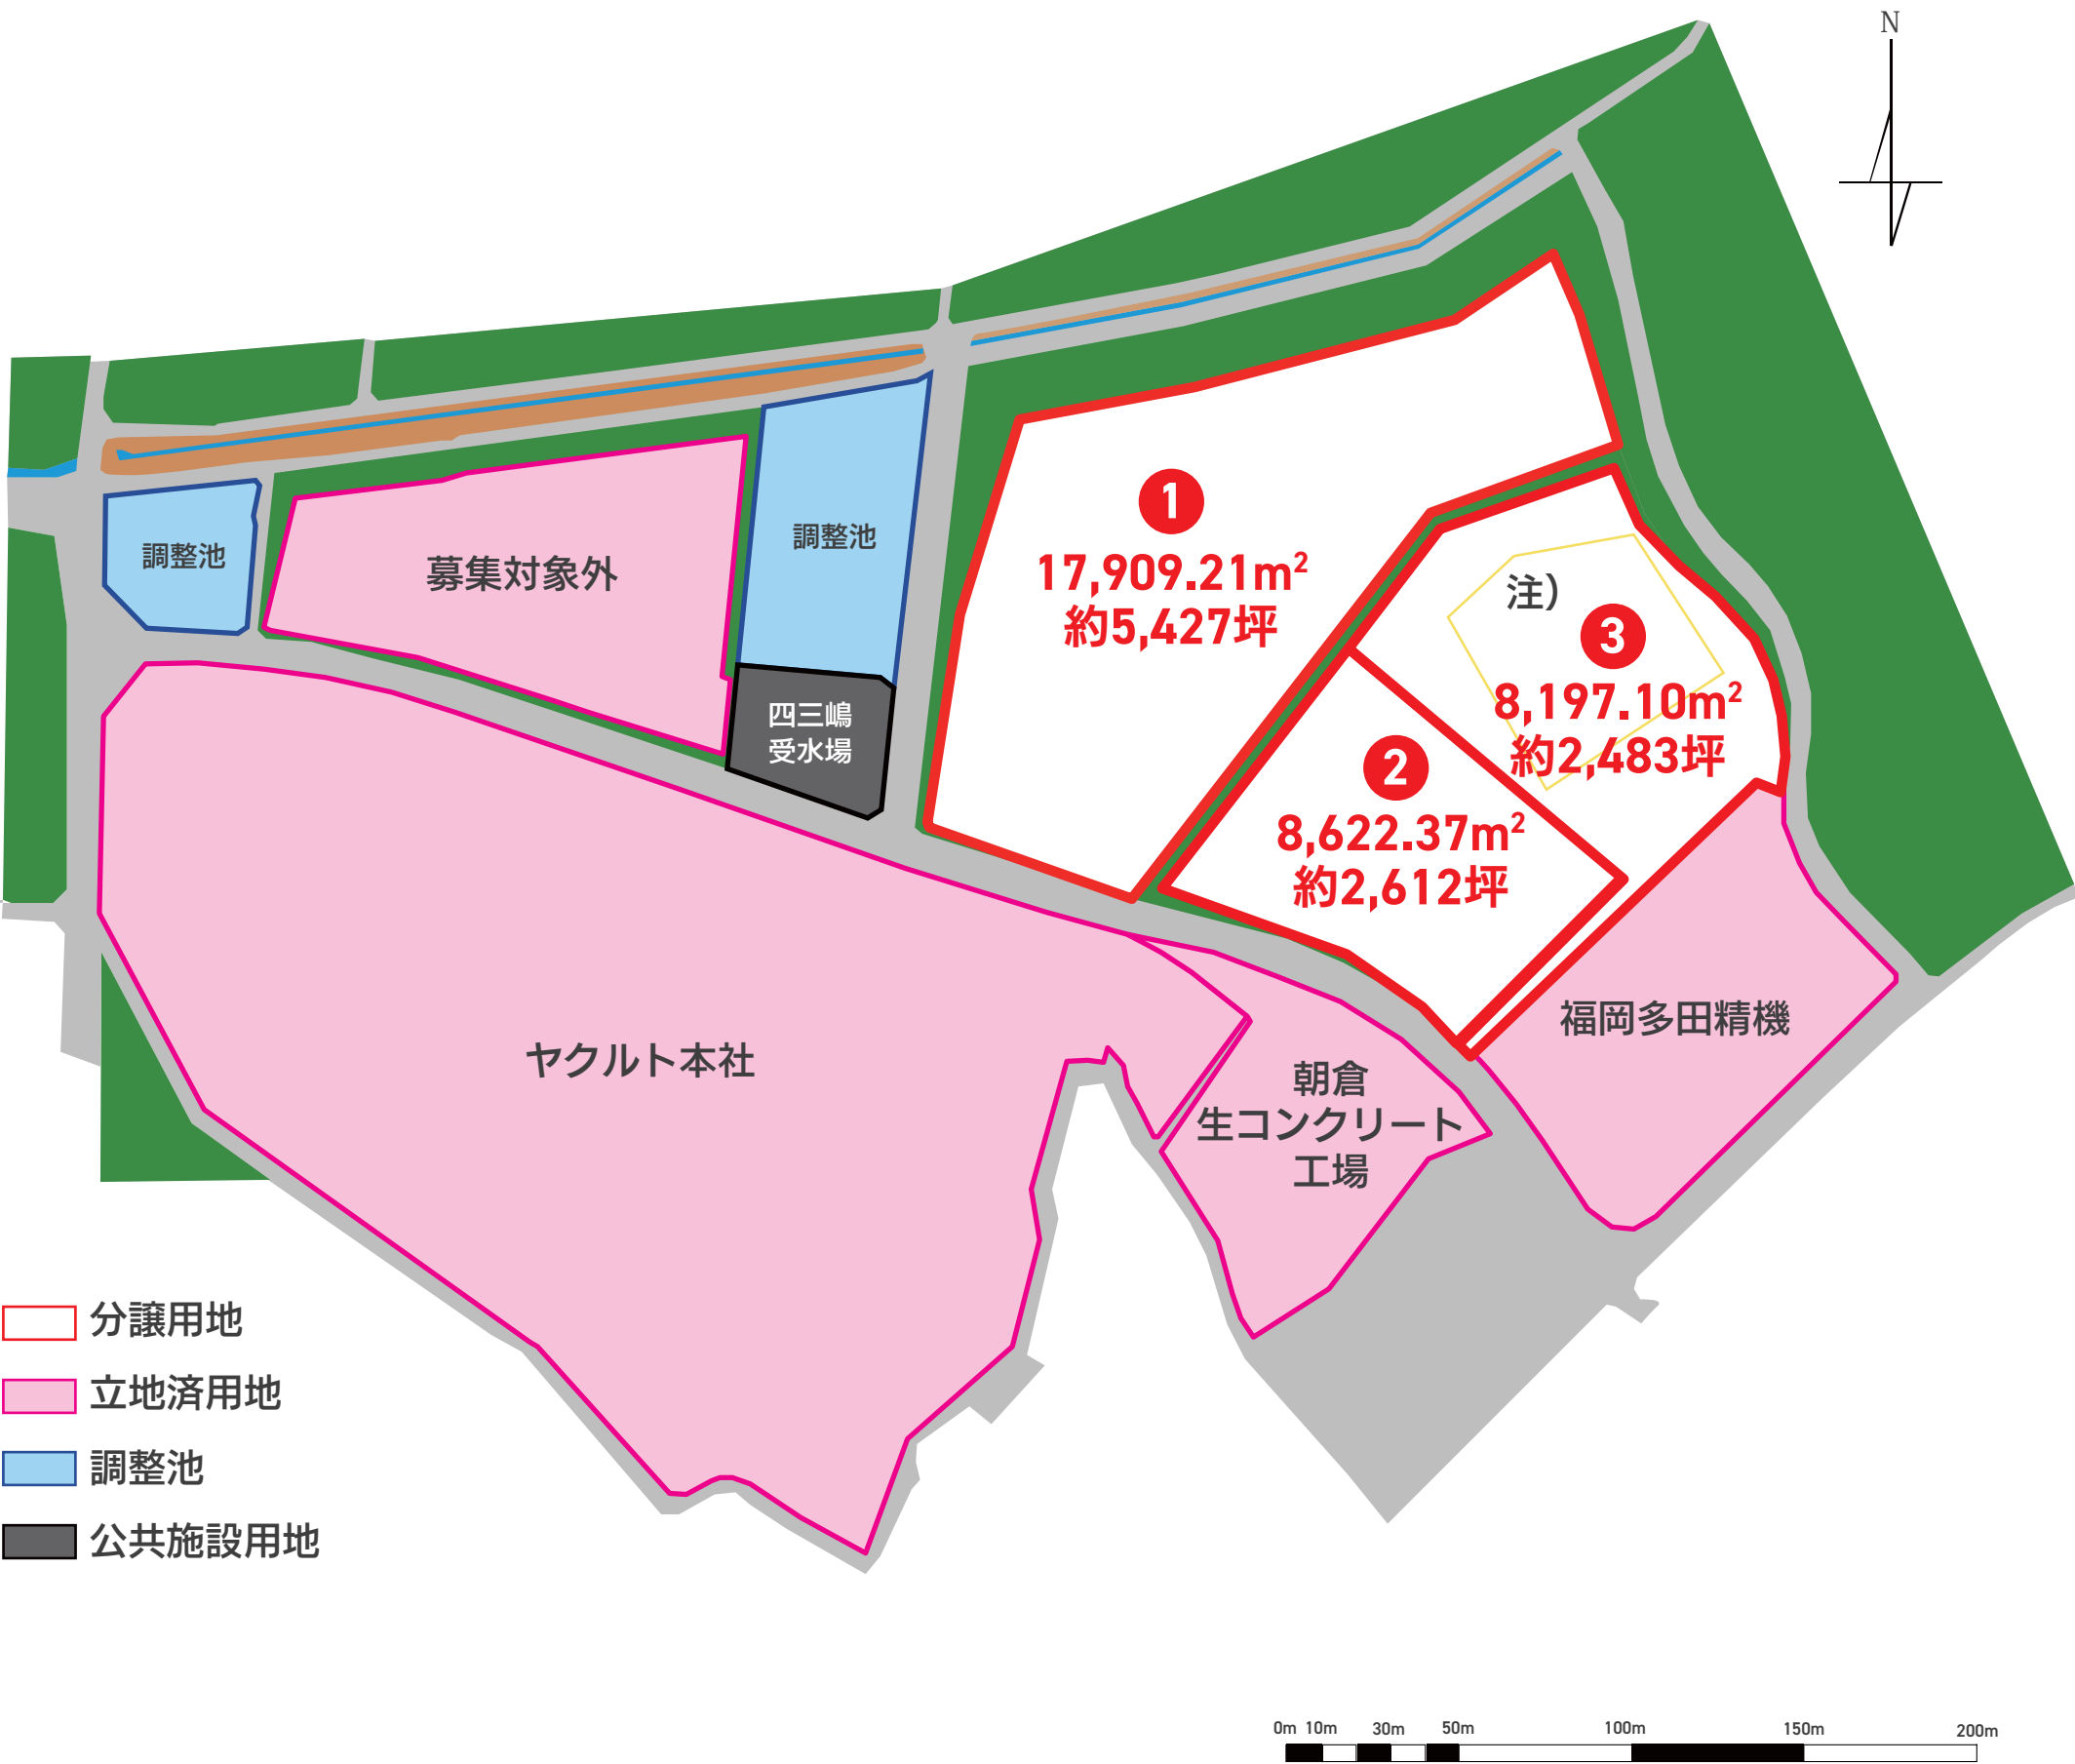 N
調整池
募集対象外
調整池
四三嶋
受水場
1
17,909.21m²
約5,427坪
注)
3
8,197.10m²
約2,483坪
2
8,622.37m²
約2,612坪
ヤクルト本社
福岡多田精機
朝倉
生コンクリート
工場
分譲用地
立地済用地
調整池
公共施設用地
0m 10m 30m 50m 100m 150m 200m